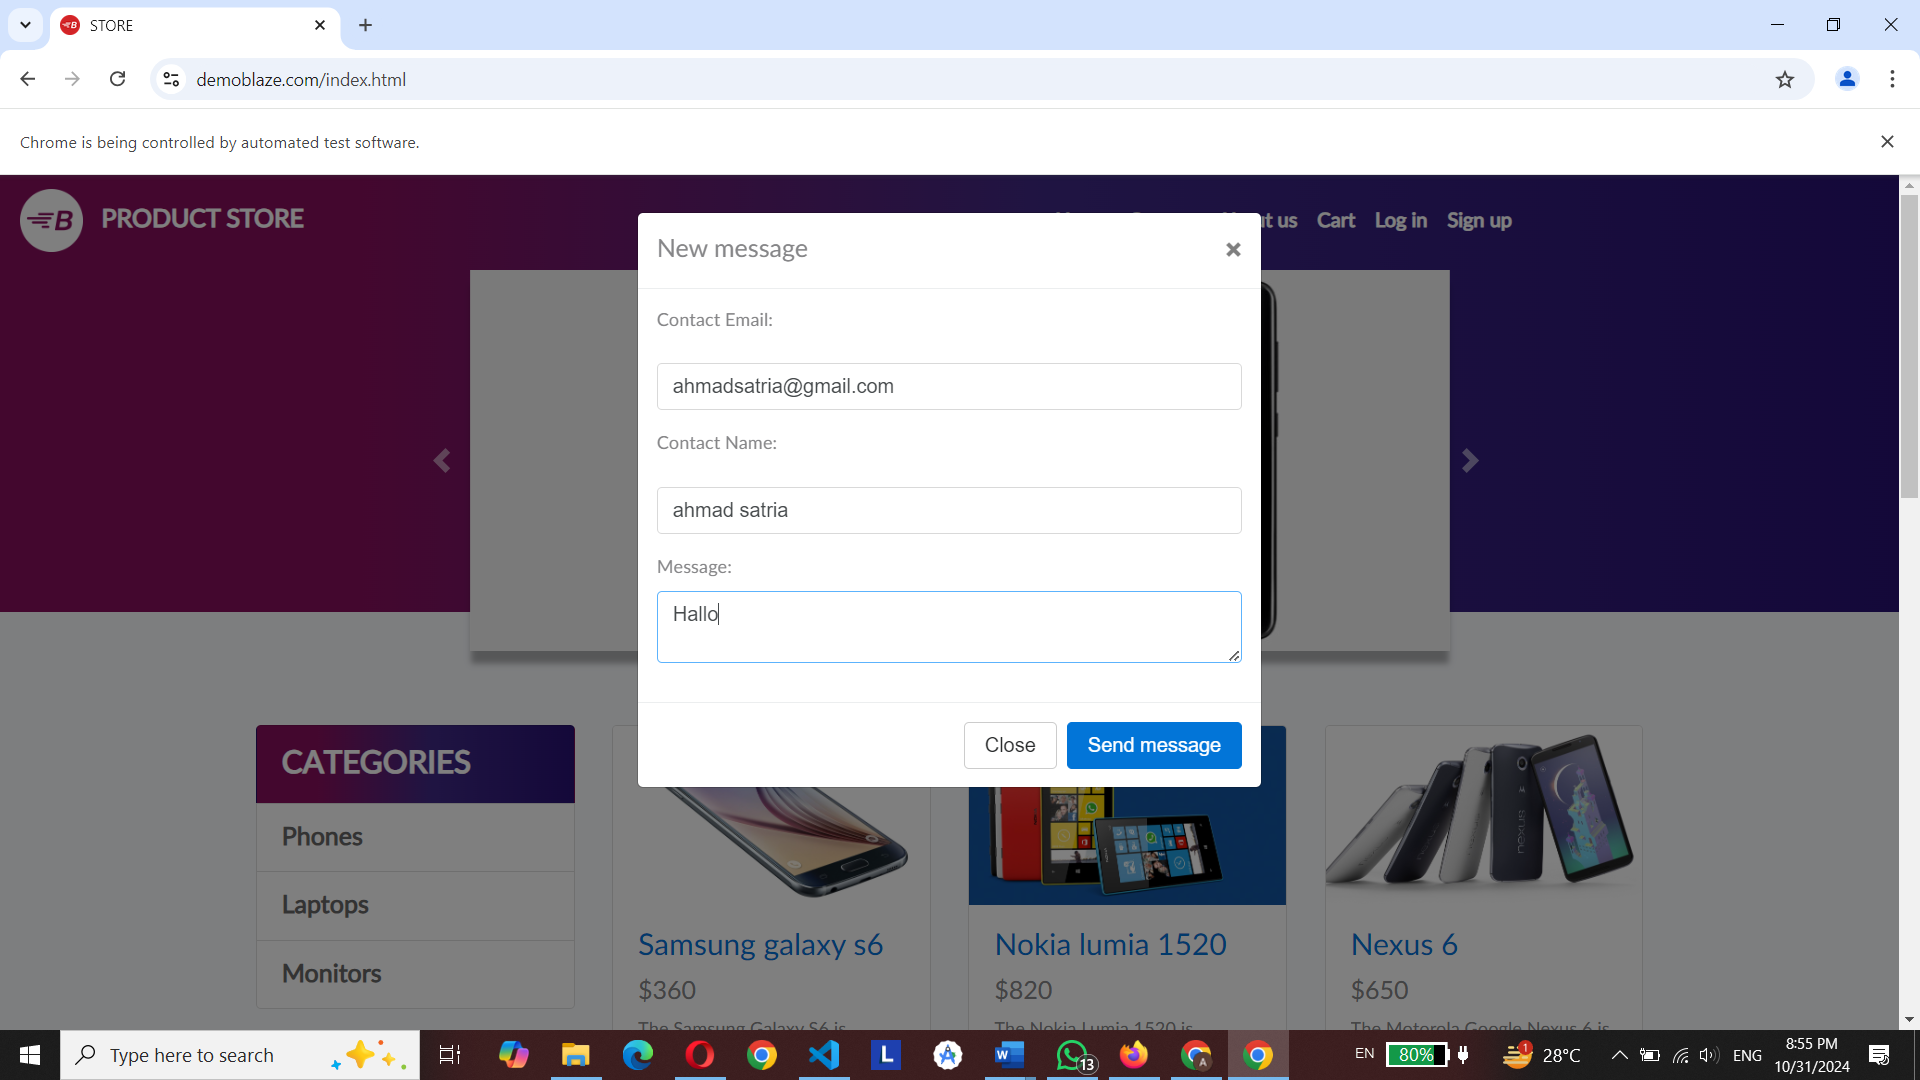 STORE
demoblaze.com/index.html
Chrome is being controlled by automated test software.
B PRODUCT STORE
t us Cart Log in Sign up
New message
Contact Email:
ahmadsatria@gmail.com
Contact Name:
ahmad satria
Message:
Hallo
Close Send message
CATEGORIES
Phones
Laptops
Monitors
Samsung galaxy s6
$360
The Samsung Galaxy S6 is
Nokia lumia 1520
$820
The Nokia Lumia 1520 is
nexus
Nexus 6
$650
The Motorola Google Nexus 6 is
Type here to search
L
W
13
A
EN
80%
1
28°C
ENG
8:55 PM
10/31/2024